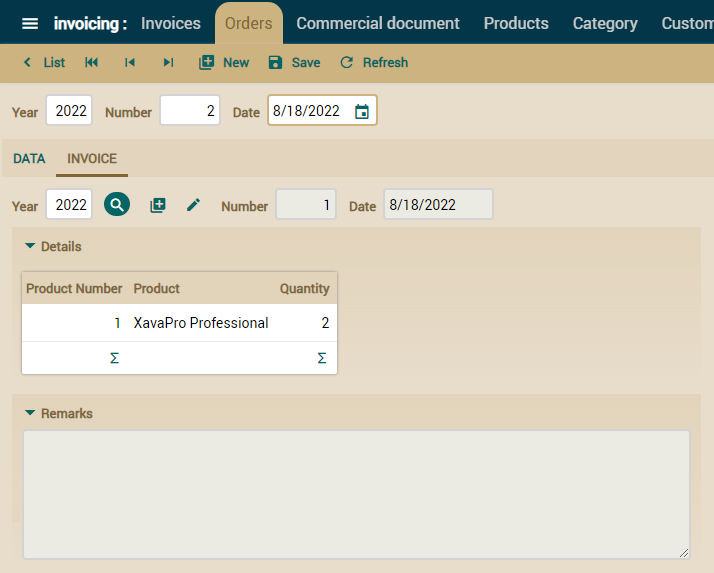 invoicing : Invoices Orders Commercial document Products Category Custom
List New Save Refresh
Year 2022 Number 2 Date 8/18/2022
DATA INVOICE
Year 2022 Number 1 Date 8/18/2022
Details
Product Number Product Quantity
1 XavaPro Professional 2
Σ Σ
Remarks